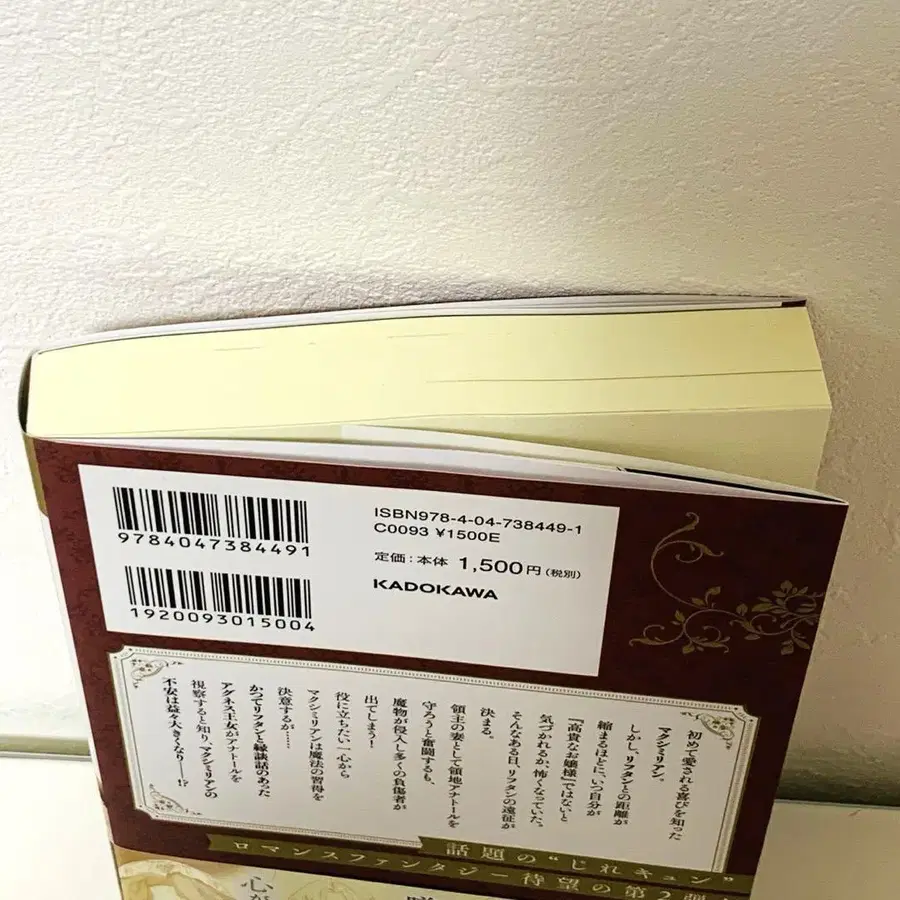 9784047384491
ISBN978-4-04-738449-1
C0093 ¥1500E
定価：本体 1,500円（税別）
KADOKAWA
1920093015004
初めて愛される喜びを知った
マクシミリアン。
しかし、リフタンとの距離が
縮まるほどに、いつ自分が
「高貴なお嬢様」ではないと
気づかれるか、怖くなっていた。
そんなある日、リフタンの遠征が
決まる。
領主の妻として領地アナトールを
守ろうと奮闘するも、
魔物が侵入し多くの負傷者が
出てしまう！
役に立ちたい一心から
マクシミリアンは魔法の習得を
決意するが……
かつてリフタンと縁談話のあった
アグネス王女がアナトールを
視察すると知り、マクシミリアンの
不安は益々大きくなり――!?
話題の“じれキュン”
ロマンスファンタジー待望の第2弾
心が